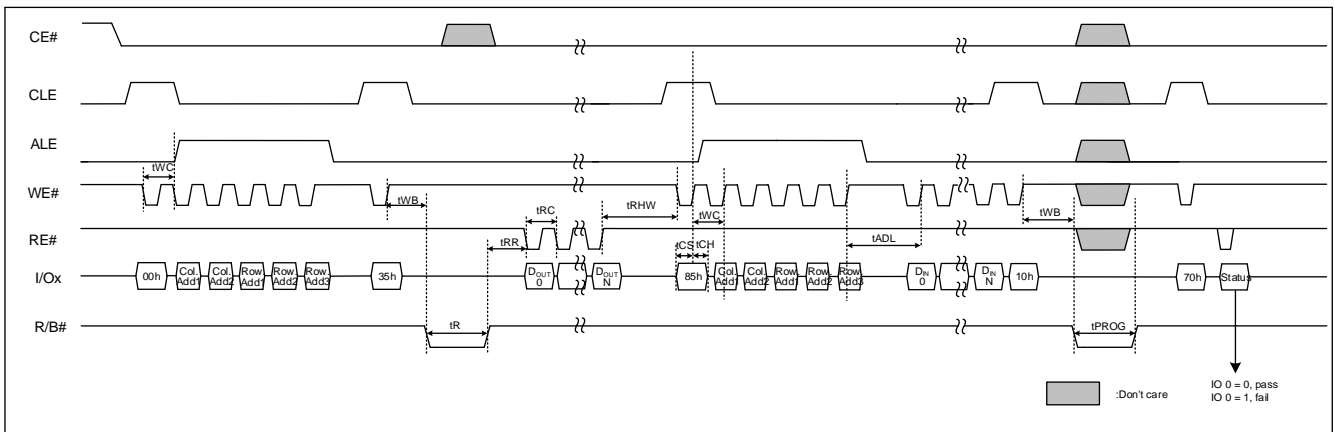 CE#
CLE
ALE
tWC
WE#
tWB
tRC
tRHW
tWC
tWB
RE#
tRR
tCS
tCH
tADL
I/Ox
00h
Col. Add1
Col. Add2
Row. Add1
Row. Add2
Row. Add3
35h
DOUT 0
DOUT N
85h
Col. Add1
Col. Add2
Row. Add1
Row. Add2
Row. Add3
DIN 0
DIN N
10h
70h
Status
R/B#
tR
tPROG
:Don't care
IO 0 = 0, pass
IO 0 = 1, fail